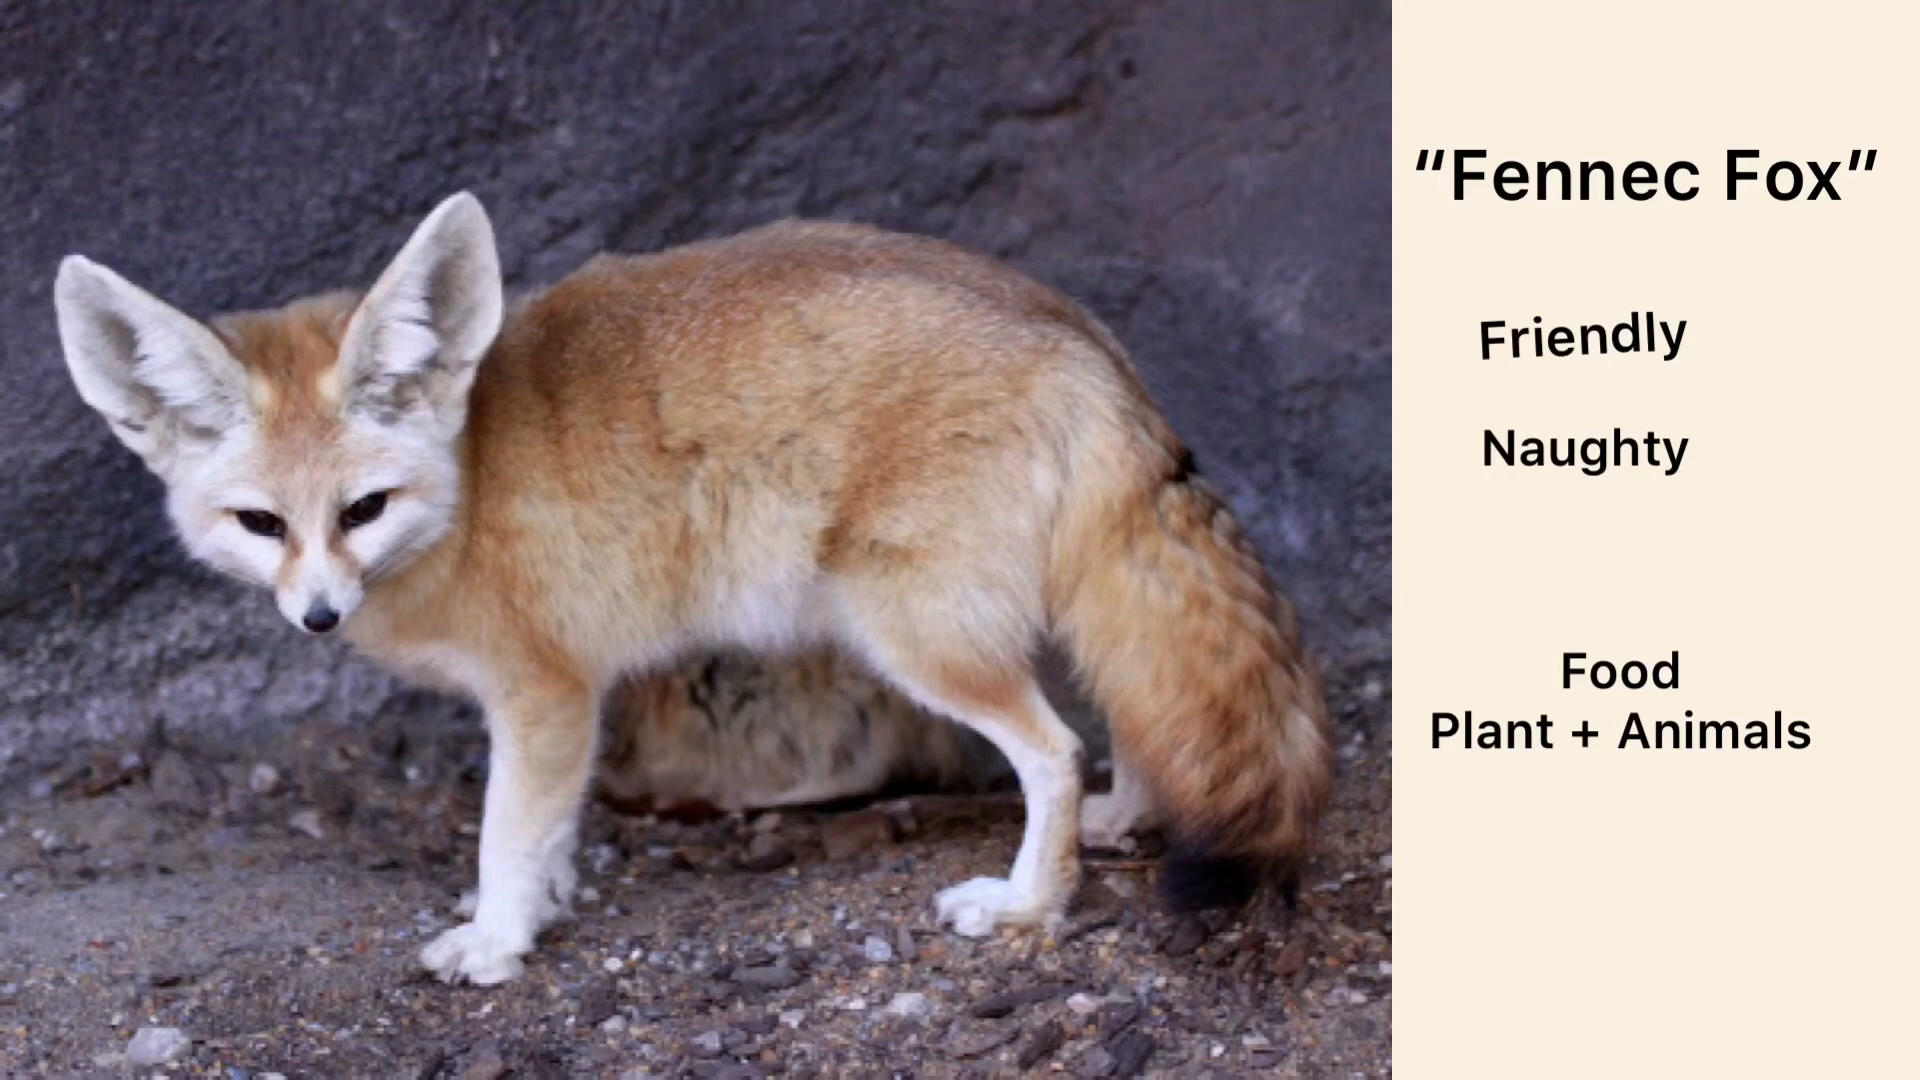 “Fennec Fox”
Friendly
Naughty
Food
Plant + Animals